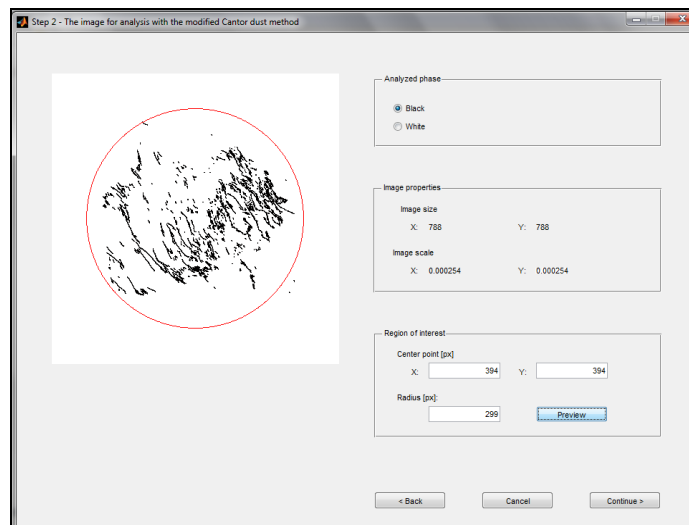 Step 2 - The image for analysis with the modified Cantor dust method
Analyzed phase
Black
White
Image properties
Image size
X: 788 Y: 788
Image scale
X: 0.000254 Y: 0.000254
Region of interest
Center point [px]
X: 394 Y: 394
Radius [px]:
299 Preview
< Back Cancel Continue >